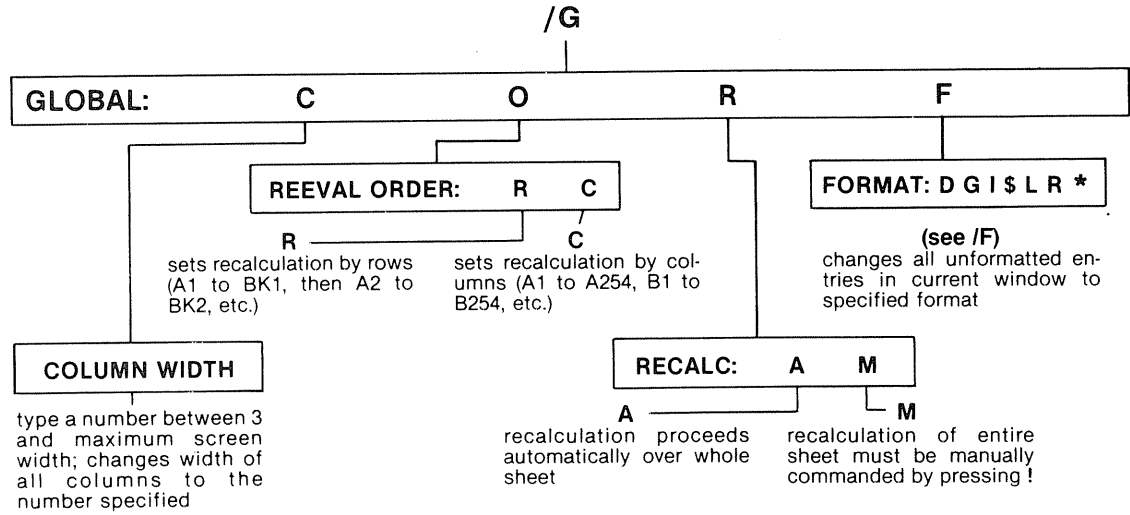 /G
GLOBAL: C O R F
REEVAL ORDER: R C
FORMAT: D G I $ L R *
R
sets recalculation by rows
(A1 to BK1, then A2 to
BK2, etc.)
C
sets recalculation by col-
umns (A1 to A254, B1 to
B254, etc.)
(see /F)
changes all unformatted en-
tries in current window to
specified format
COLUMN WIDTH
type a number between 3
and maximum screen
width; changes width of
all columns to the
number specified
RECALC: A M
A
recalculation proceeds
automatically over whole
sheet
M
recalculation of entire
sheet must be manually
commanded by pressing !